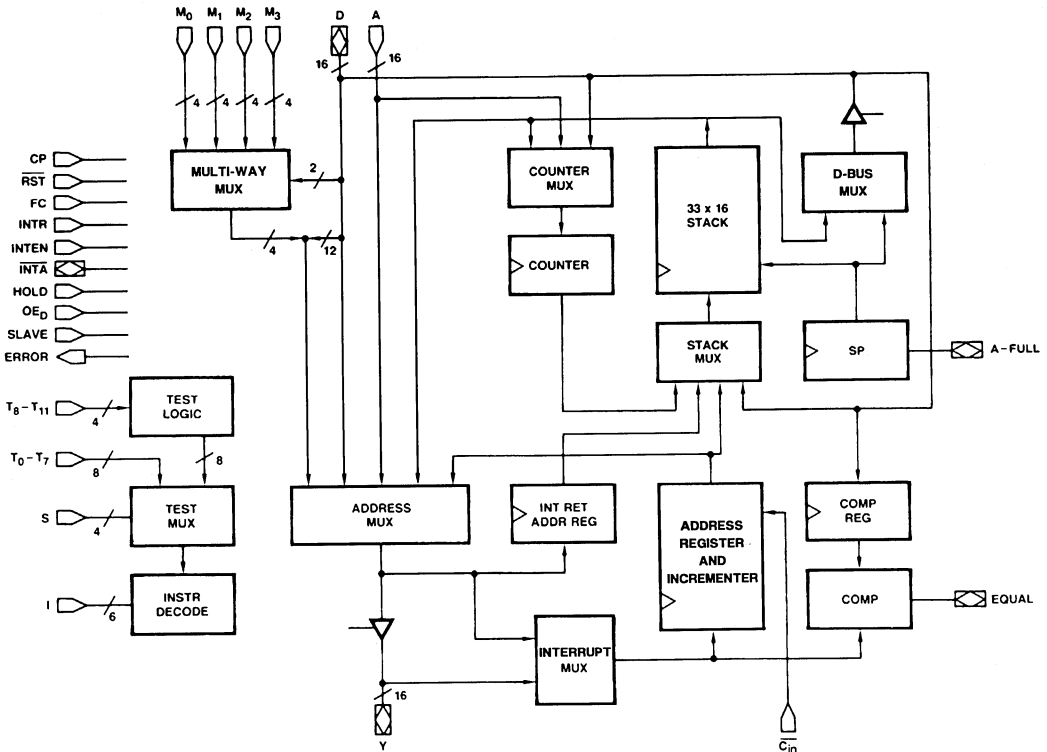 M0 M1 M2 M3 D A
16 16
4 4 4 4
CP
RST
FC
INTR
INTEN
INTA
HOLD
OED
SLAVE
ERROR
MULTI-WAY
MUX
2
4
12
COUNTER
MUX
COUNTER
33 x 16
STACK
D-BUS
MUX
STACK
MUX
SP
A-FULL
T8-T11
4
TEST
LOGIC
8
T0-T7
8
S
4
TEST
MUX
I
6
INSTR
DECODE
ADDRESS
MUX
INT RET
ADDR REG
ADDRESS
REGISTER
AND
INCREMENTER
COMP
REG
COMP
EQUAL
INTERRUPT
MUX
16
Y
Cin